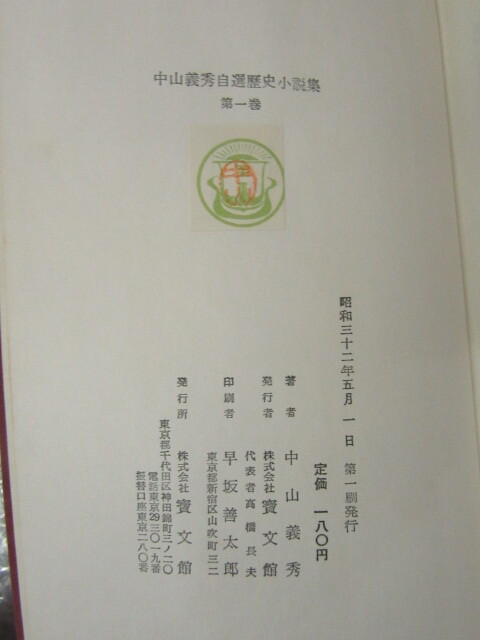 中山義秀自選歴史小説集
第一巻
中山
昭和三十二年五月一日 第一刷発行
定価 一八〇円
著者 中山義秀
発行者 株式会社 寶文館
代表者 高橋長夫
印刷者 早坂善太郎
東京都新宿区山吹町三二
発行所 株式会社 寶文館
東京都千代田区神田錦町三ノ二〇
電話東京29三〇一九番
振替口座東京二八〇番